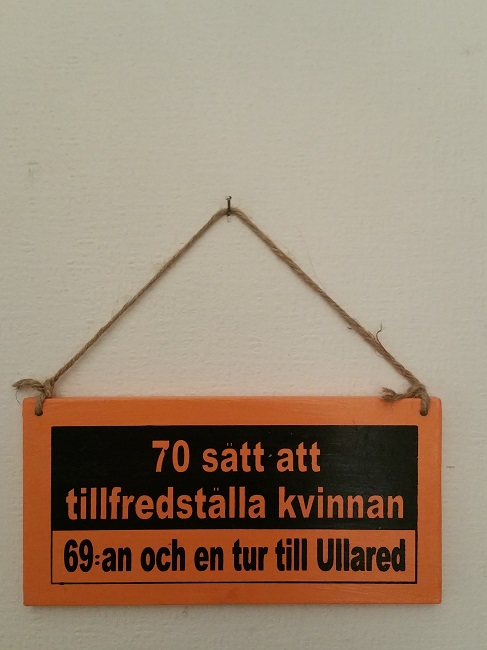 70 sätt att
tillfredställa kvinnan
69:an och en tur till Ullared